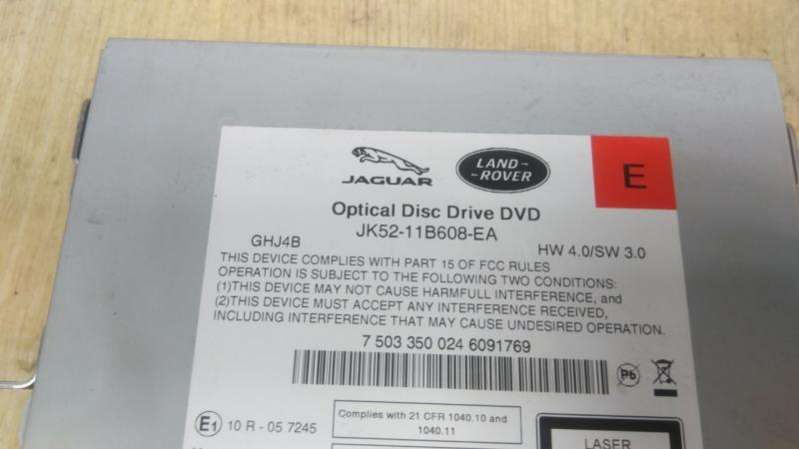 JAGUAR
LAND-
-ROVER
E
Optical Disc Drive DVD
JK52-11B608-EA
GHJ4B
HW 4.0/SW 3.0
THIS DEVICE COMPLIES WITH PART 15 OF FCC RULES
OPERATION IS SUBJECT TO THE FOLLOWING TWO CONDITIONS:
(1)THIS DEVICE MAY NOT CAUSE HARMFULL INTERFERENCE, and
(2)THIS DEVICE MUST ACCEPT ANY INTERFERENCE RECEIVED,
INCLUDING INTERFERENCE THAT MAY CAUSE UNDESIRED OPERATION.
7 503 350 024 6091769
Pb
E1 10 R - 05 7245
Complies with 21 CFR 1040.10 and
1040.11
LASER